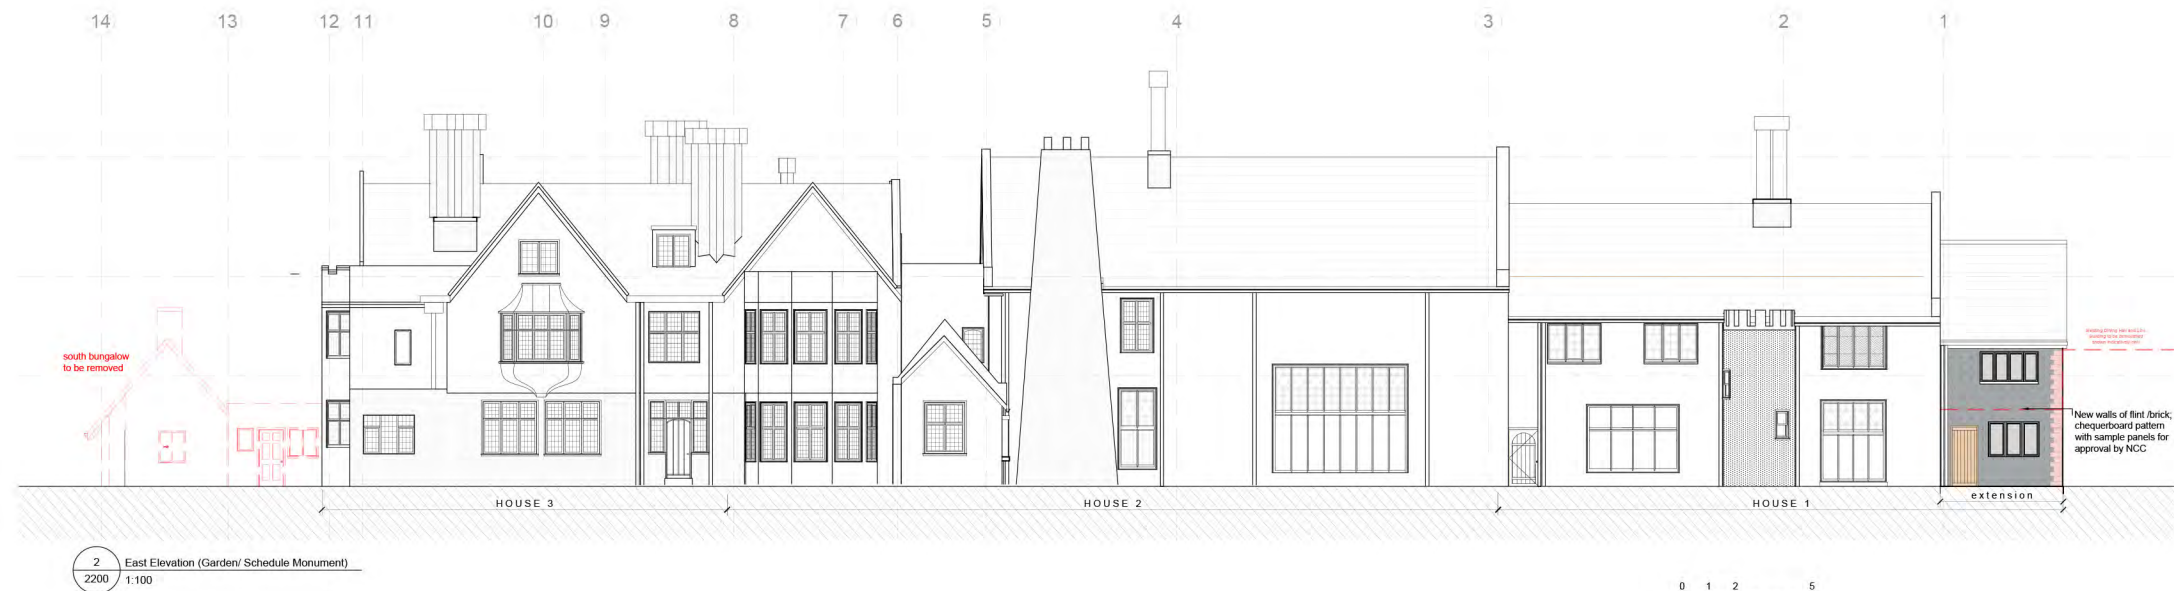 14 13 12 11 10 9 8 7 6 5 4 3 2 1
south bungalow
to be removed
New walls of flint /brick;
chequerboard pattern
with sample panels for
approval by NCC
extension
HOUSE 3 HOUSE 2 HOUSE 1
2
2200
East Elevation (Garden/ Schedule Monument)
1:100
0 1 2 5